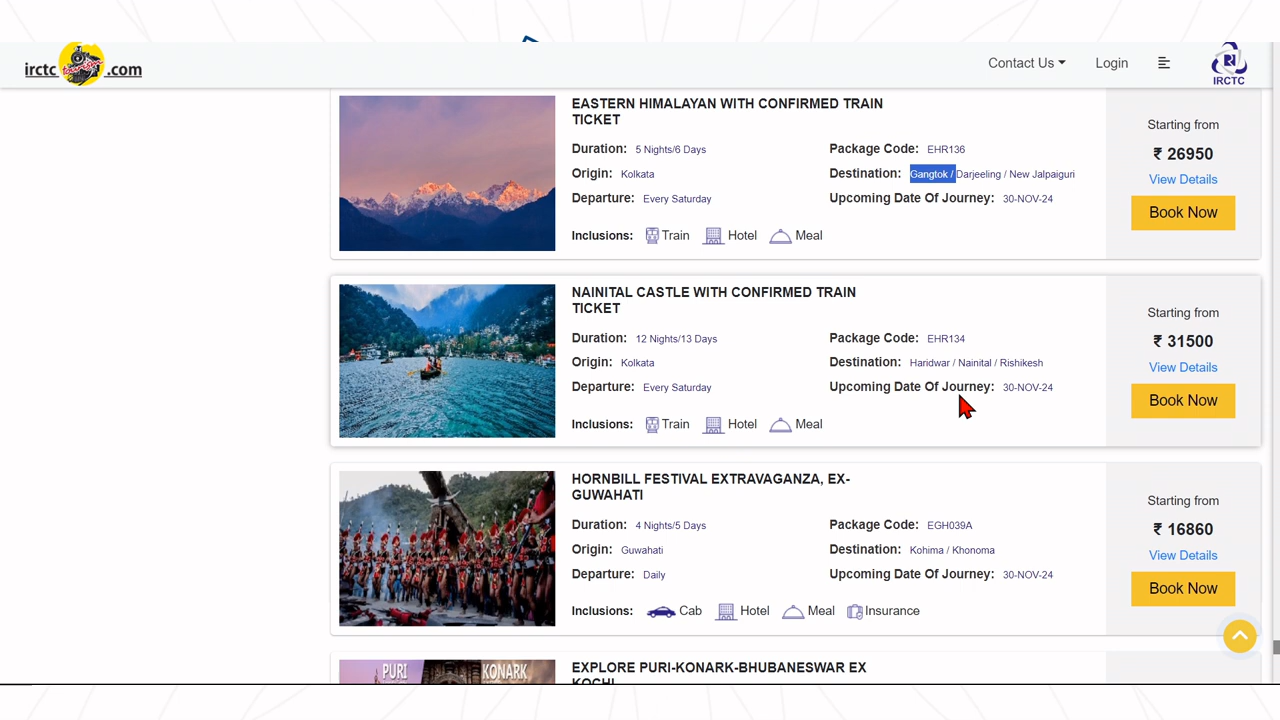 irctc tourism .com
Contact Us
Login
IRCTC
EASTERN HIMALAYAN WITH CONFIRMED TRAIN
TICKET
Duration: 5 Nights/6 Days
Package Code: EHR136
Origin: Kolkata
Destination: Gangtok / Darjeeling / New Jalpaiguri
Departure: Every Saturday
Upcoming Date Of Journey: 30-NOV-24
Inclusions: Train Hotel Meal
Starting from
₹ 26950
View Details
Book Now
NAINITAL CASTLE WITH CONFIRMED TRAIN
TICKET
Duration: 12 Nights/13 Days
Package Code: EHR134
Origin: Kolkata
Destination: Haridwar / Nainital / Rishikesh
Departure: Every Saturday
Upcoming Date Of Journey: 30-NOV-24
Inclusions: Train Hotel Meal
Starting from
₹ 31500
View Details
Book Now
HORNBILL FESTIVAL EXTRAVAGANZA, EX-
GUWAHATI
Duration: 4 Nights/5 Days
Package Code: EGH039A
Origin: Guwahati
Destination: Kohima / Khonoma
Departure: Daily
Upcoming Date Of Journey: 30-NOV-24
Inclusions: Cab Hotel Meal Insurance
Starting from
₹ 16860
View Details
Book Now
PURI KONARK
EXPLORE PURI-KONARK-BHUBANESWAR EX
KOCHI